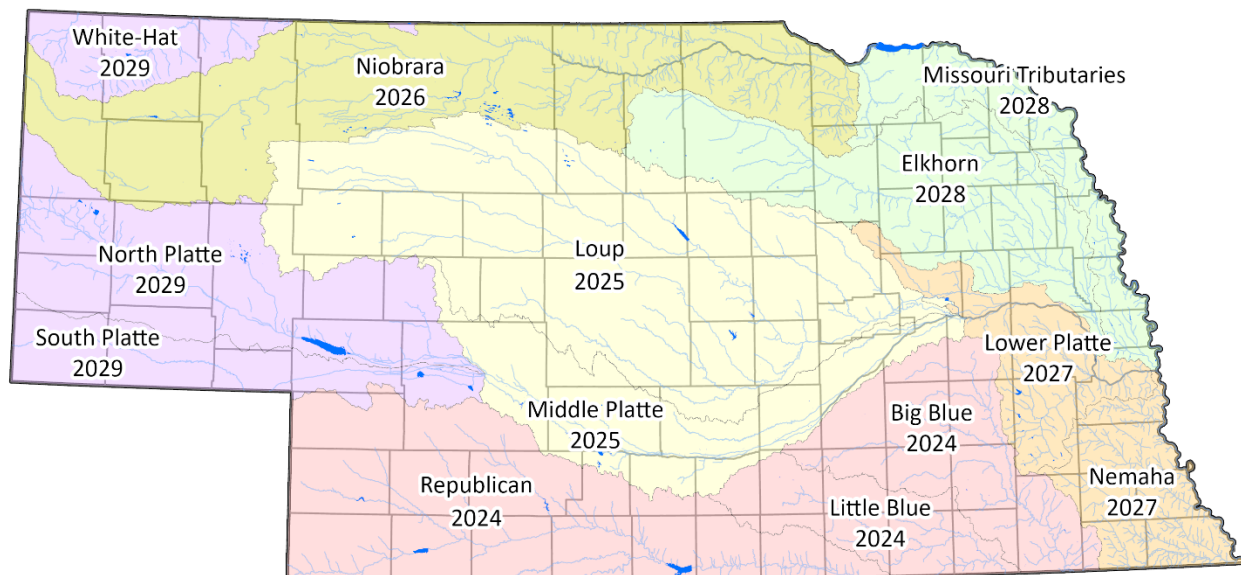 White-Hat
2029
Niobrara
2026
Missouri Tributaries
2028
Elkhorn
2028
North Platte
2029
Loup
2025
South Platte
2029
Lower Platte
2027
Middle Platte
2025
Big Blue
2024
Republican
2024
Nemaha
2027
Little Blue
2024